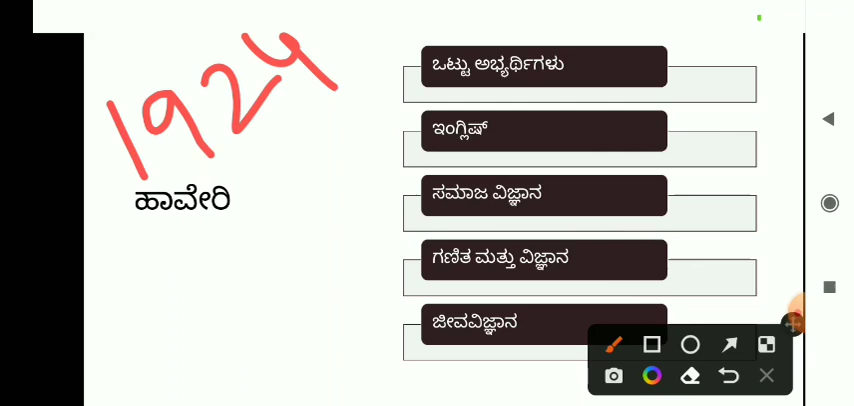 1924
ಹಾವೇರಿ
ಒಟ್ಟು ಅಭ್ಯರ್ಥಿಗಳು
ಇಂಗ್ಲಿಷ್
ಸಮಾಜ ವಿಜ್ಞಾನ
ಗಣಿತ ಮತ್ತು ವಿಜ್ಞಾನ
ಜೀವವಿಜ್ಞಾನ